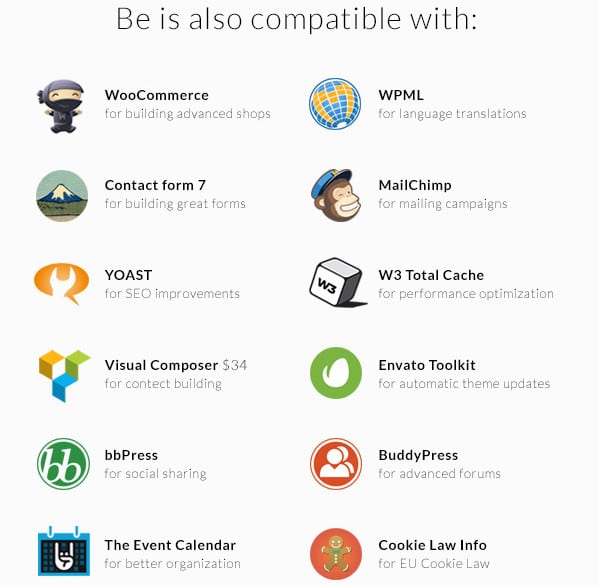 Be is also compatible with:
WooCommerce
for building advanced shops
WPML
for language translations
Contact form 7
for building great forms
MailChimp
for mailing campaigns
YOAST
for SEO improvements
W3
W3 Total Cache
for performance optimization
Visual Composer $34
for contect building
Envato Toolkit
for automatic theme updates
bb
bbPress
for social sharing
BuddyPress
for advanced forums
The Event Calendar
for better organization
Cookie Law Info
for EU Cookie Law